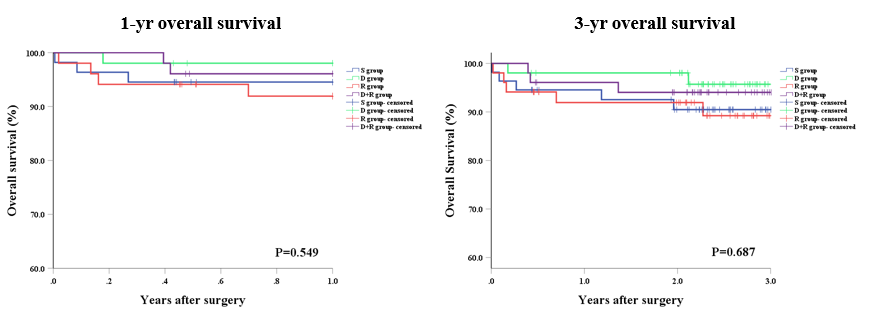 1-yr overall survival
Overall survival (%)
100.0
90.0
80.0
70.0
60.0
.0 .2 .4 .6 .8 1.0
Years after surgery
P=0.549
S group
D group
R group
D+R group
S group- censored
D group- censored
R group- censored
D+R group- censored
3-yr overall survival
Overall Survival (%)
100.0
90.0
80.0
70.0
60.0
.0 1.0 2.0 3.0
Years after surgery
P=0.687
S group
D group
R group
D+R group
S group- censored
D group- censored
R group- censored
D+R group- censored